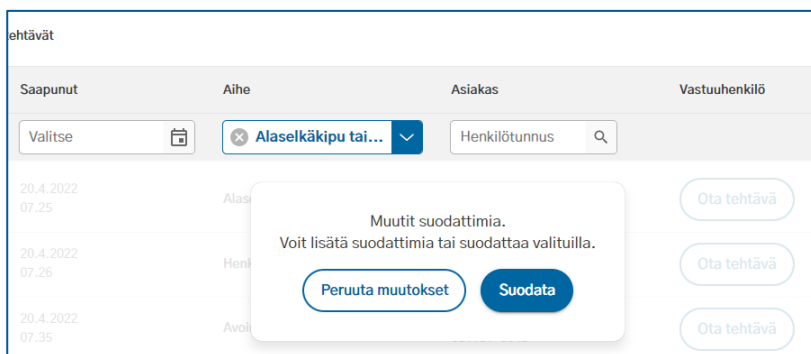 ehtävät
Saapunut Aihe Asiakas Vastuuhenkilö
Valitse Alaselkäkipu tai... Henkilötunnus
20.4.2022
07.25
Ota tehtävä
Muutit suodattimia.
Voit lisätä suodattimia tai suodattaa valituilla.
20.4.2022
07.26
Ota tehtävä
Peruuta muutokset Suodata
20.4.2022
07.35
Ota tehtävä